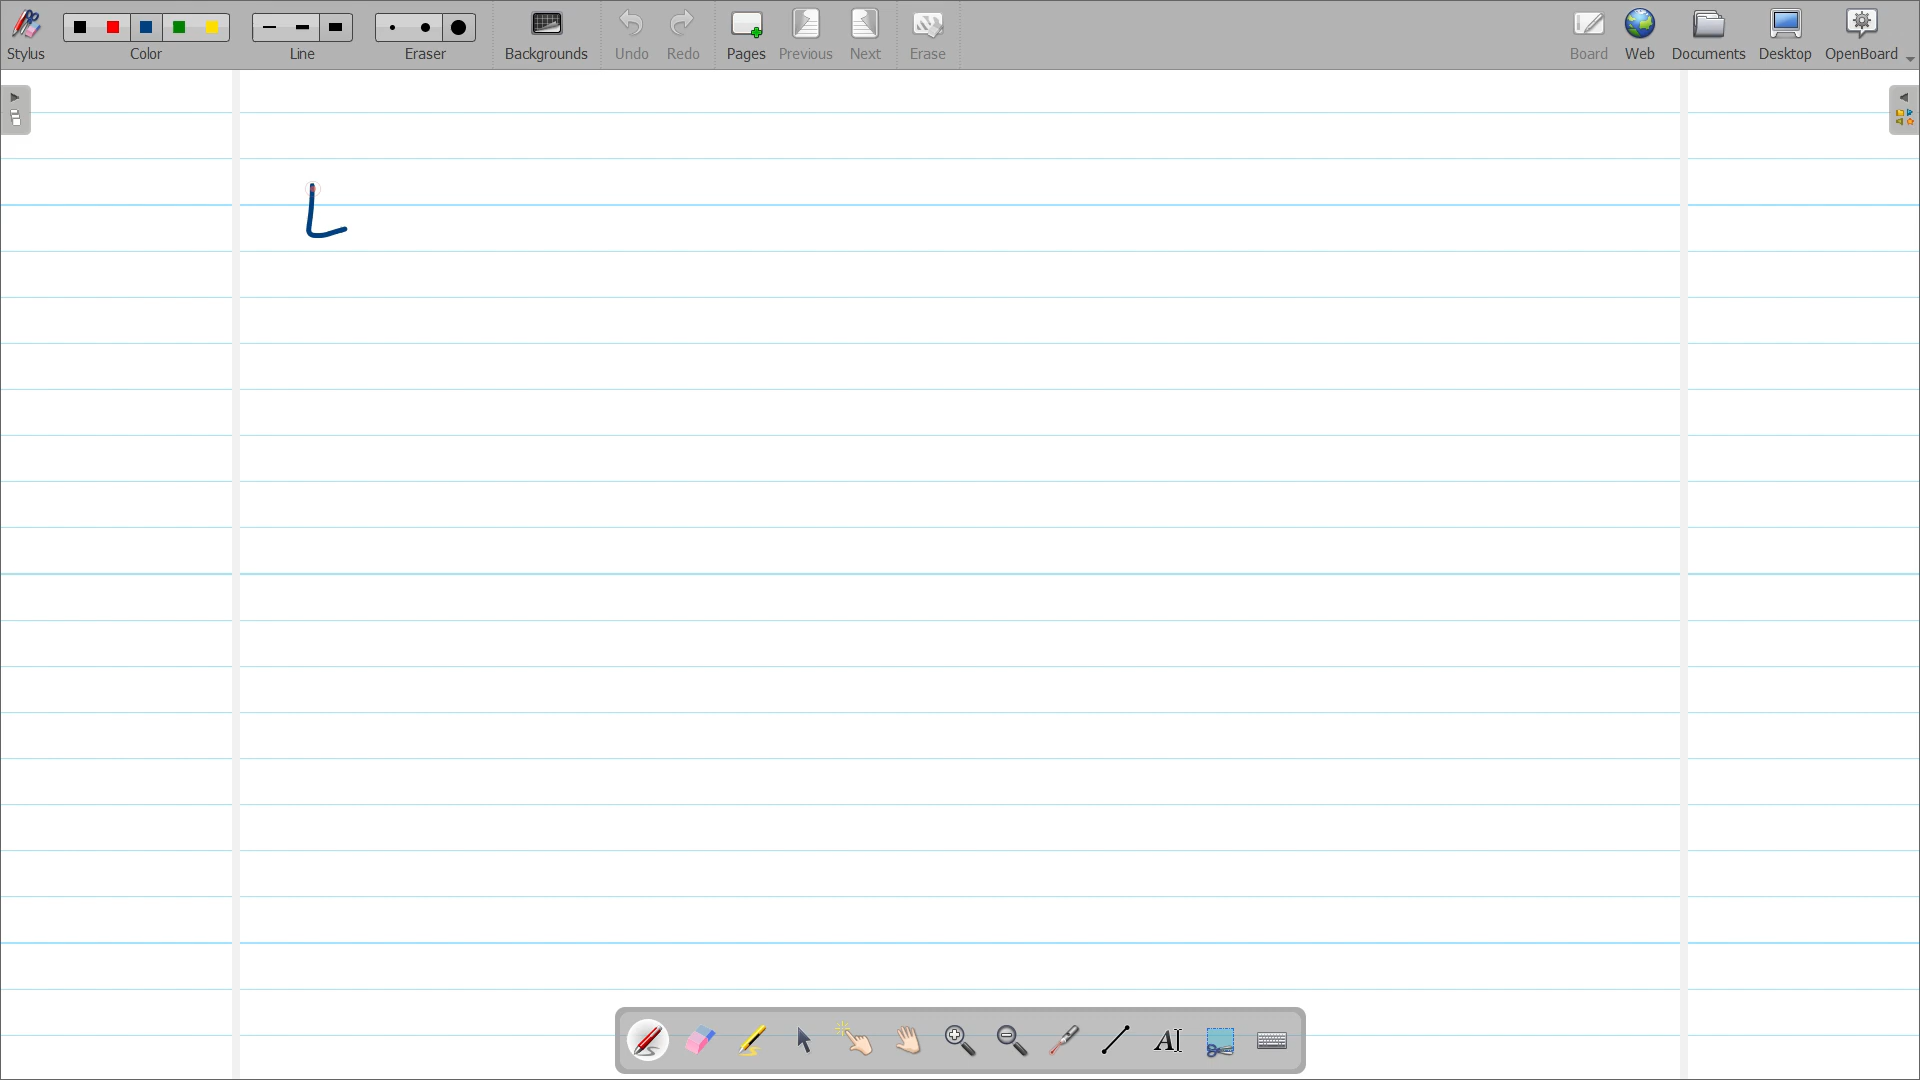 Stylus Color Line Eraser Backgrounds Undo Redo Pages Previous Next Erase Board Web Documents Desktop OpenBoard
L
A